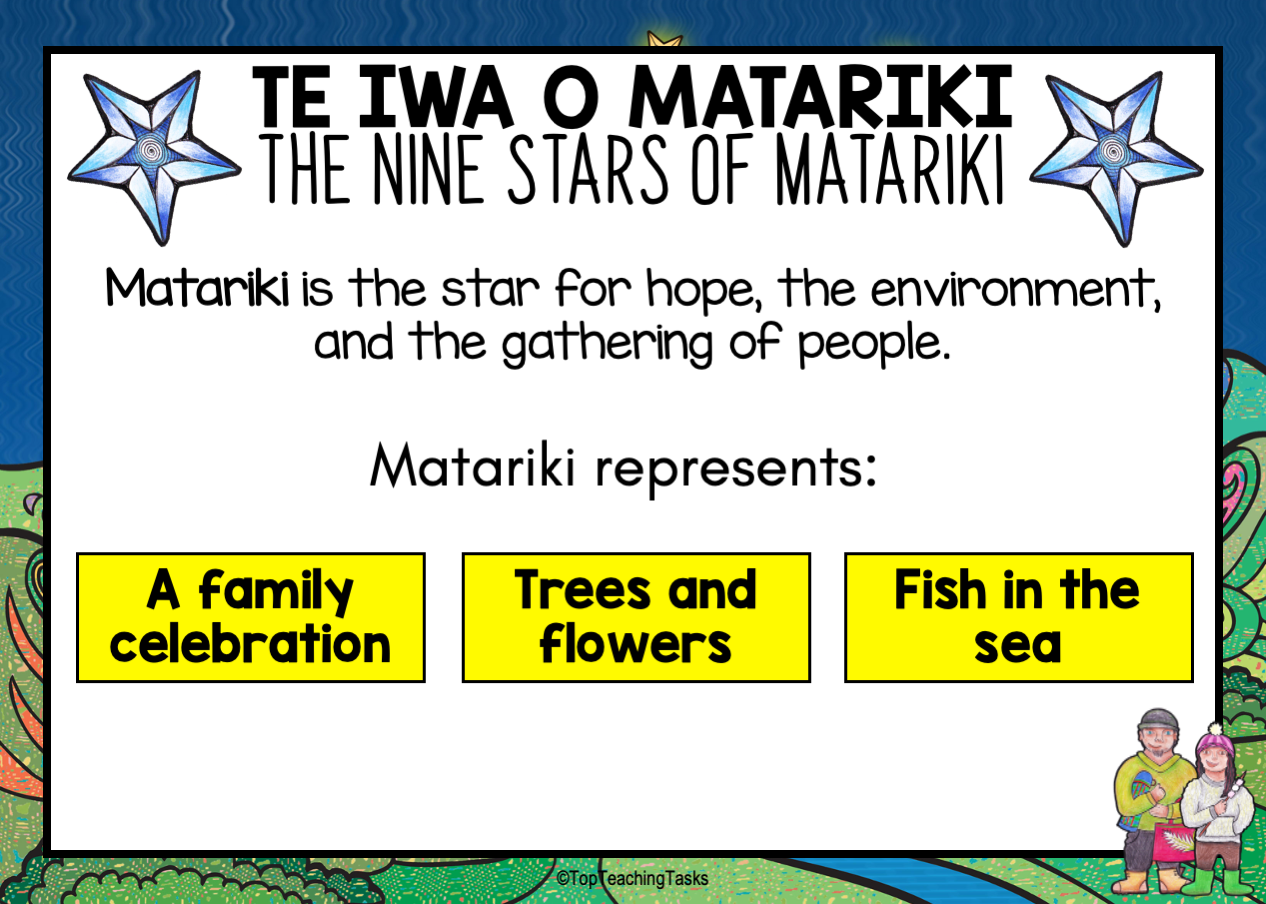 TE IWA O MATARIKI
THE NINE STARS OF MATARIKI
Matariki is the star for hope, the environment,
and the gathering of people.
Matariki represents:
A family
celebration
Trees and
flowers
Fish in the
sea
©TopTeachingTasks